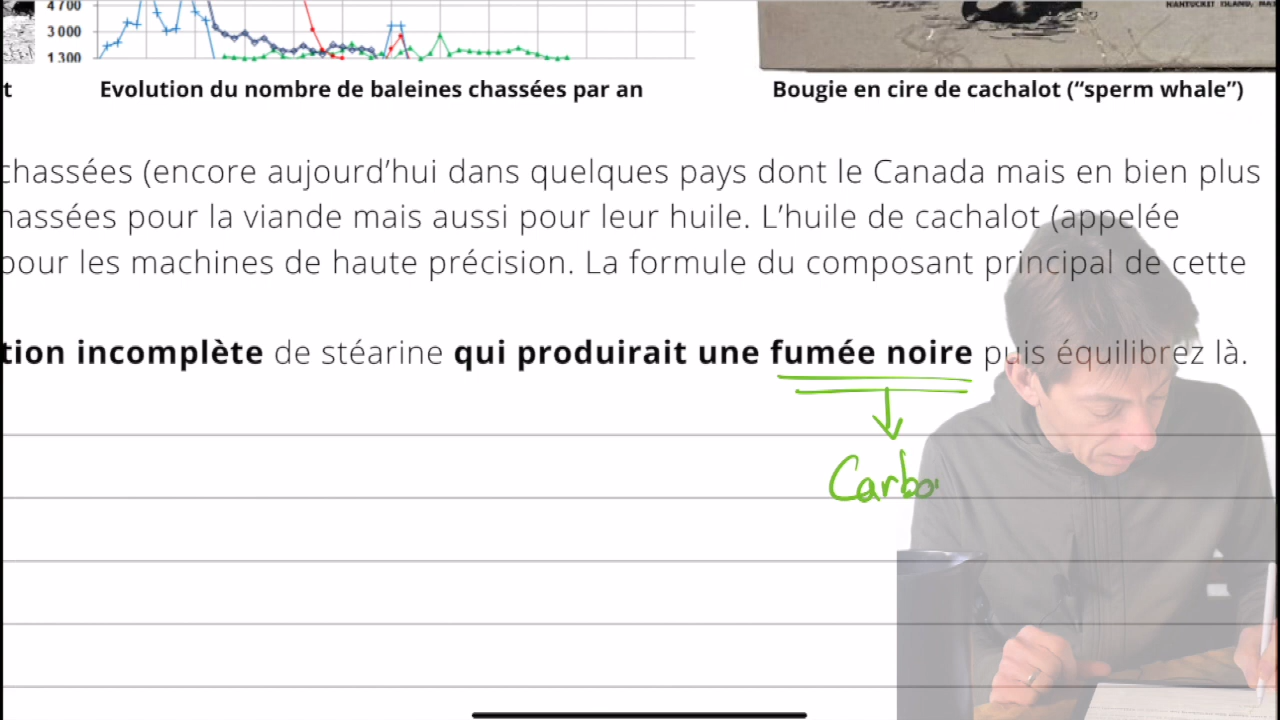 4 700
3 000
1 300
NANTUCKET ISLAND, MA
t
Evolution du nombre de baleines chassées par an
Bougie en cire de cachalot (“sperm whale”)
chassées (encore aujourd’hui dans quelques pays dont le Canada mais en bien plus
hassées pour la viande mais aussi pour leur huile. L’huile de cachalot (appelée
pour les machines de haute précision. La formule du composant principal de cette
tion incomplète de stéarine qui produirait une fumée noire puis équilibrez là.
Carbo